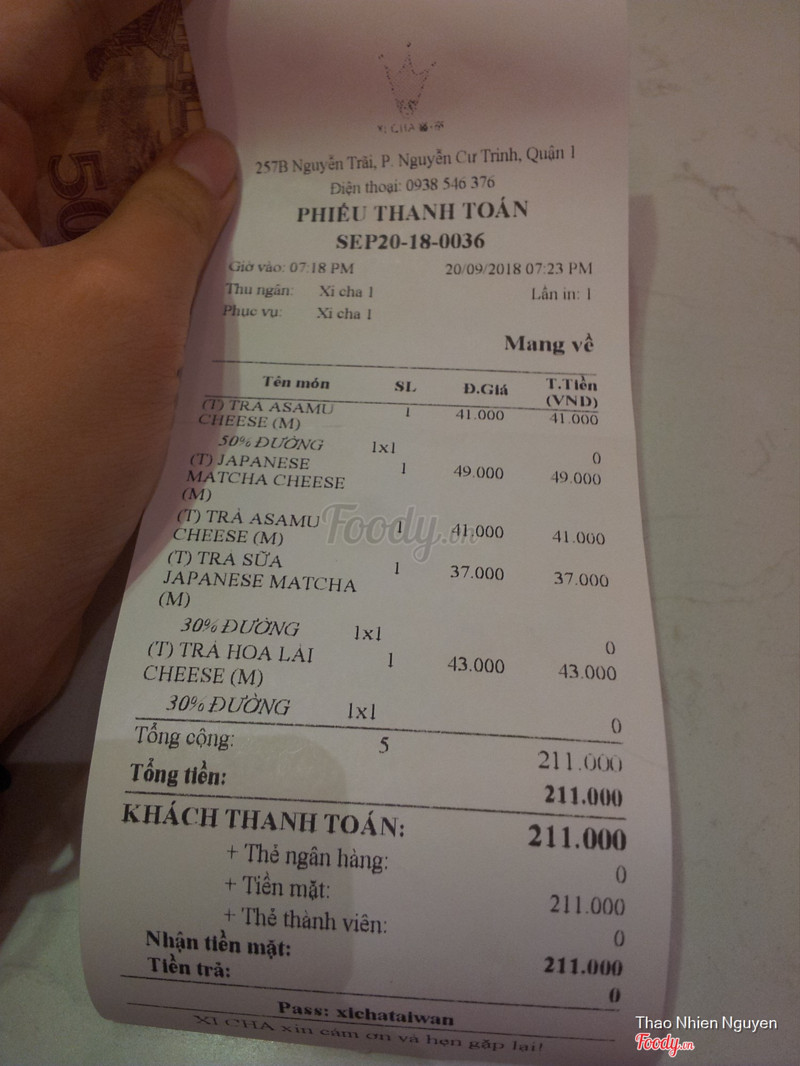 50
XI CHA
257B Nguyễn Trãi, P. Nguyễn Cư Trinh, Quận 1
Điện thoại: 0938 546 376
PHIẾU THANH TOÁN
SEP20-18-0036
Giờ vào: 07:18 PM 20/09/2018 07:23 PM
Thu ngân: Xi cha 1 Lần in: 1
Phục vụ: Xi cha 1
Mang về
Tên món SL Đ.Giá T.Tiền
(VND)
(T) TRÀ ASAMU 1 41.000 41.000
CHEESE (M)
50% ĐƯỜNG 1x1 0
(T) JAPANESE 1 49.000 49.000
MATCHA CHEESE
(M)
(T) TRÀ ASAMU 1 41.000 41.000
CHEESE (M)
(T) TRÀ SỮA 1 37.000 37.000
JAPANESE MATCHA
(M)
30% ĐƯỜNG 1x1 0
(T) TRÀ HOA LÀI 1 43.000 43.000
CHEESE (M)
30% ĐƯỜNG 1x1 0
Tổng cộng: 5 211.000
Tổng tiền: 211.000
KHÁCH THANH TOÁN: 211.000
+ Thẻ ngân hàng: 0
+ Tiền mặt: 211.000
+ Thẻ thành viên: 0
Nhận tiền mặt: 211.000
Tiền trả: 0
Pass: xichataiwan
XI CHA xin cảm ơn và hẹn gặp lại!
Foody.vn
Thao Nhien Nguyen
Foody.vn